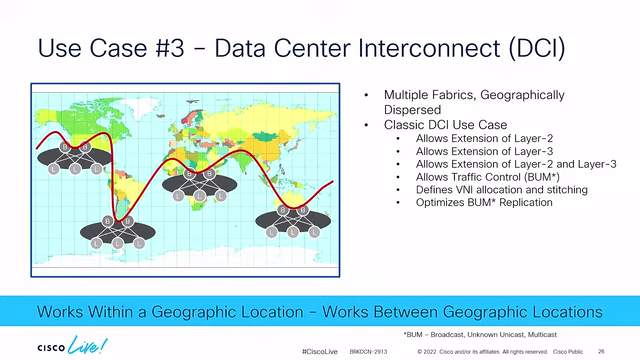 Use Case #3 – Data Center Interconnect (DCI)
B B
L L L
B B
L L L
B B
L L L
B B
L L L
• Multiple Fabrics, Geographically
Dispersed
• Classic DCI Use Case
• Allows Extension of Layer-2
• Allows Extension of Layer-3
• Allows Extension of Layer-2 and Layer-3
• Allows Traffic Control (BUM*)
• Defines VNI allocation and stitching
• Optimizes BUM* Replication
Works Within a Geographic Location – Works Between Geographic Locations
*BUM – Broadcast, Unknown Unicast, Multicast
CISCO Live!
#CiscoLive BRKDCN-2913 © 2022 Cisco and/or its affiliates. All rights reserved. Cisco Public 26